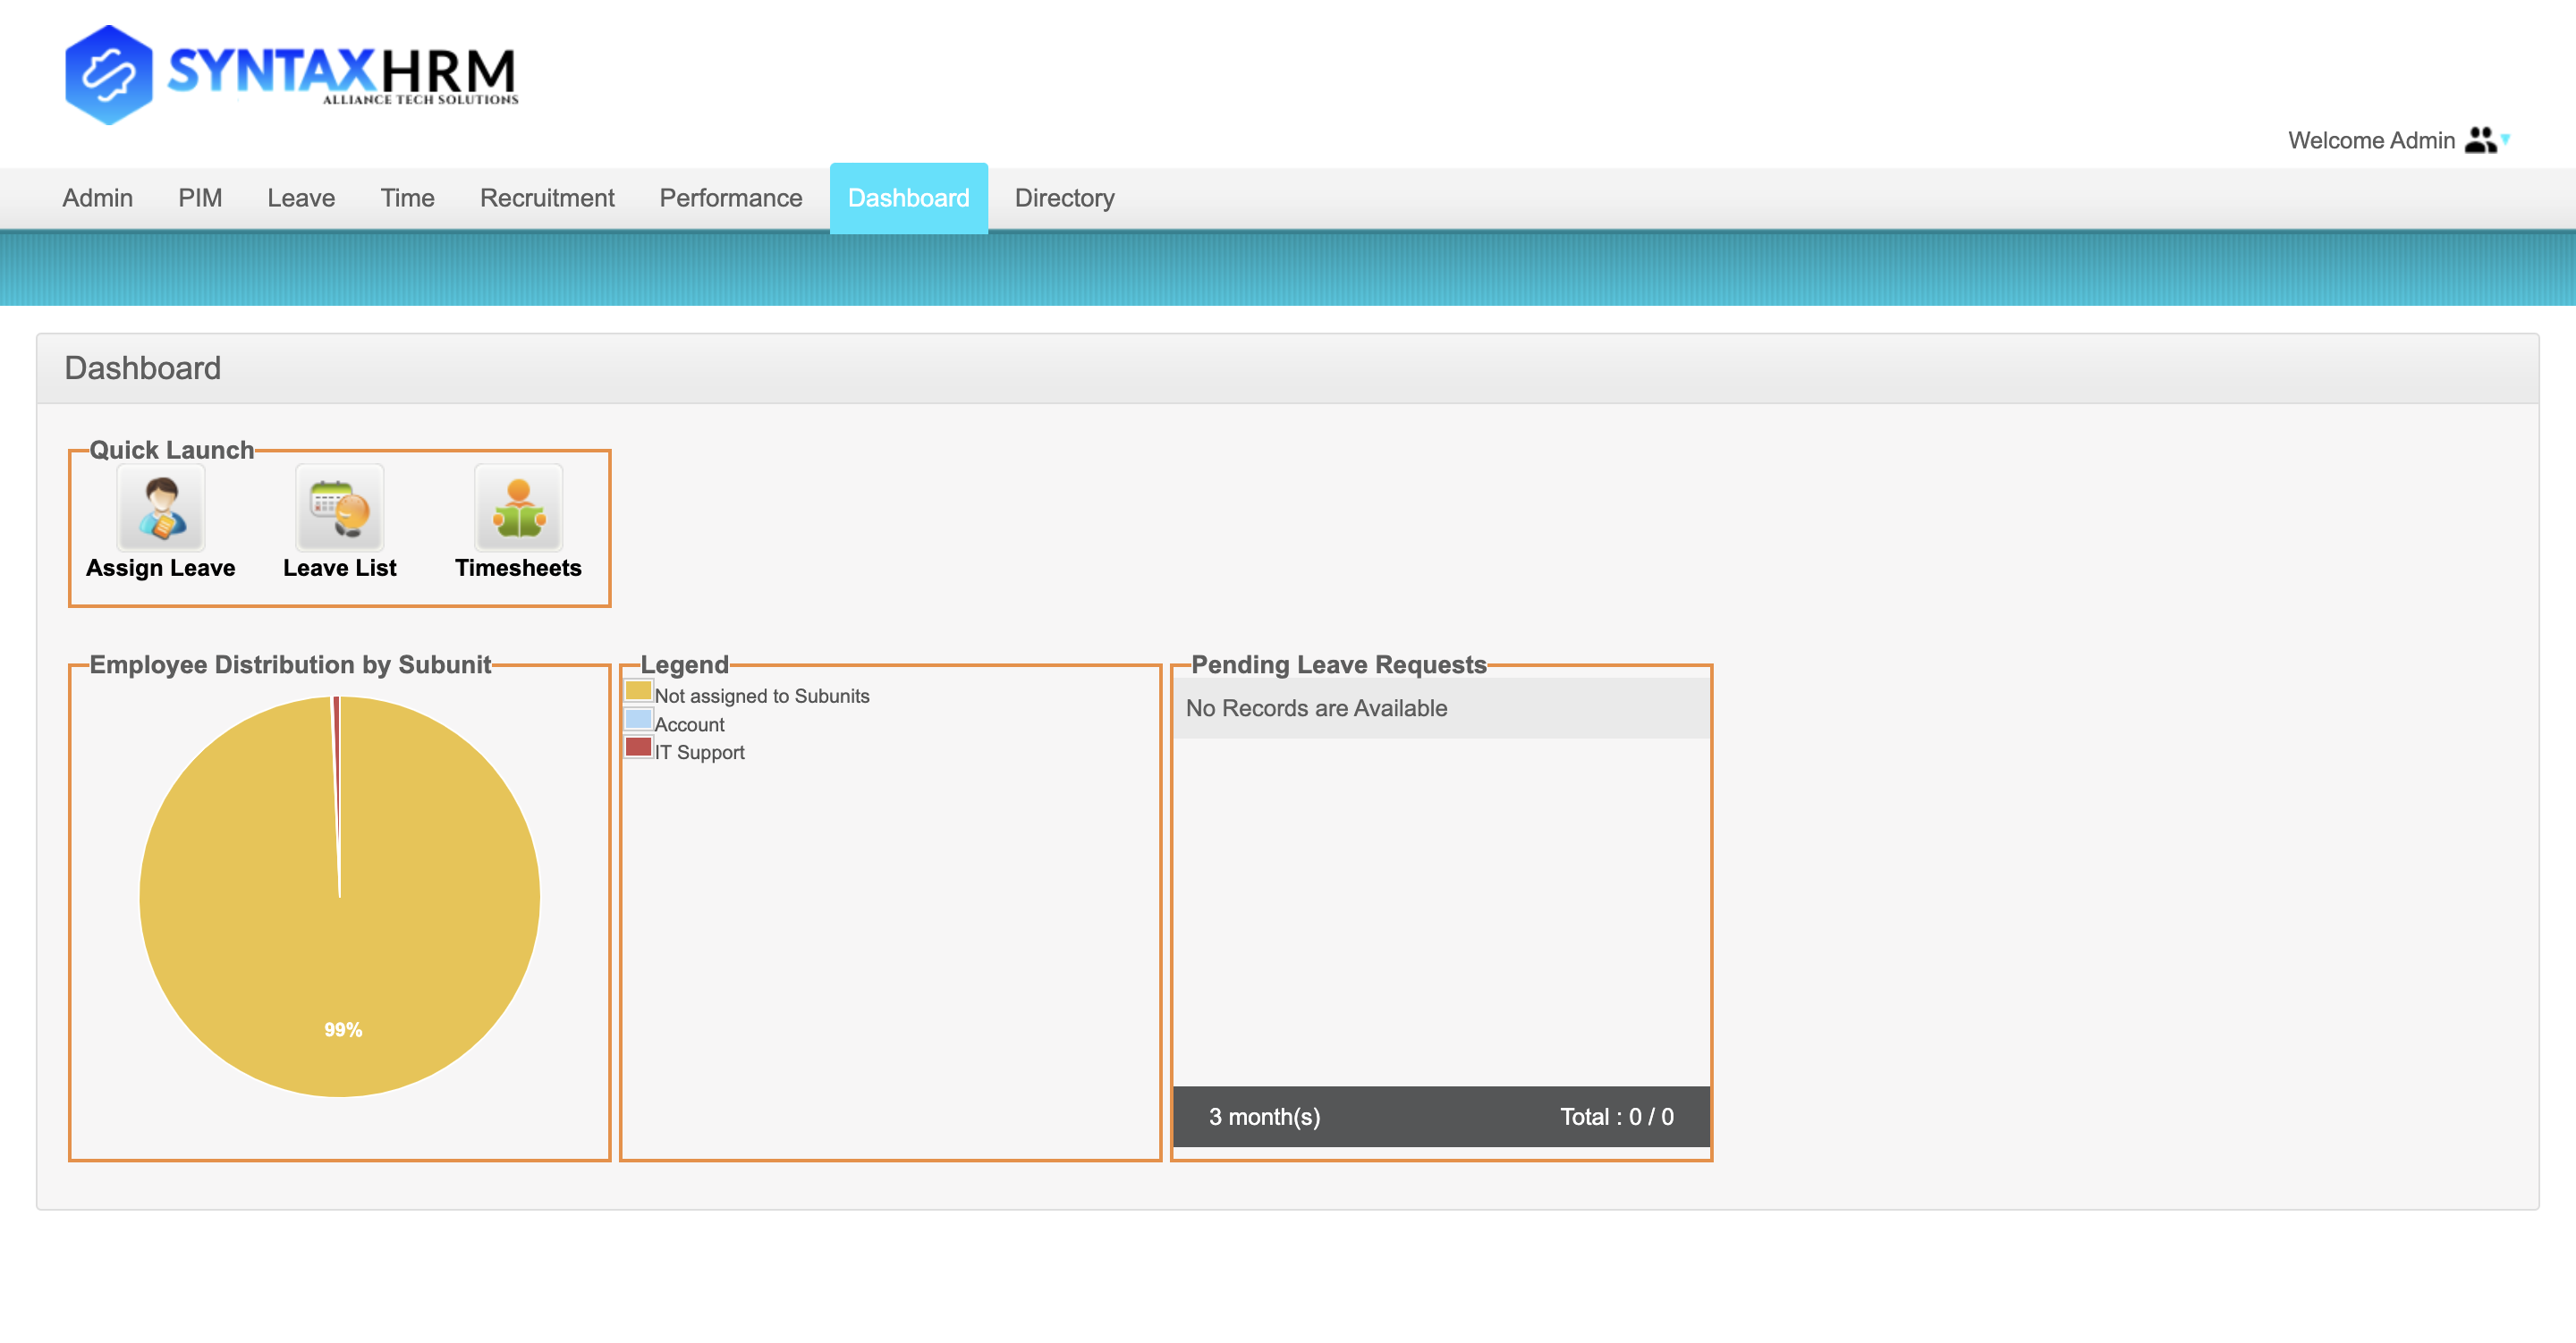 SYNTAXHRM
ALLIANCE TECH SOLUTIONS
Welcome Admin
Admin PIM Leave Time Recruitment Performance Dashboard Directory
Dashboard
Quick Launch
Assign Leave Leave List Timesheets
Employee Distribution by Subunit
99%
Legend
Not assigned to Subunits
Account
IT Support
Pending Leave Requests
No Records are Available
3 month(s) Total : 0 / 0